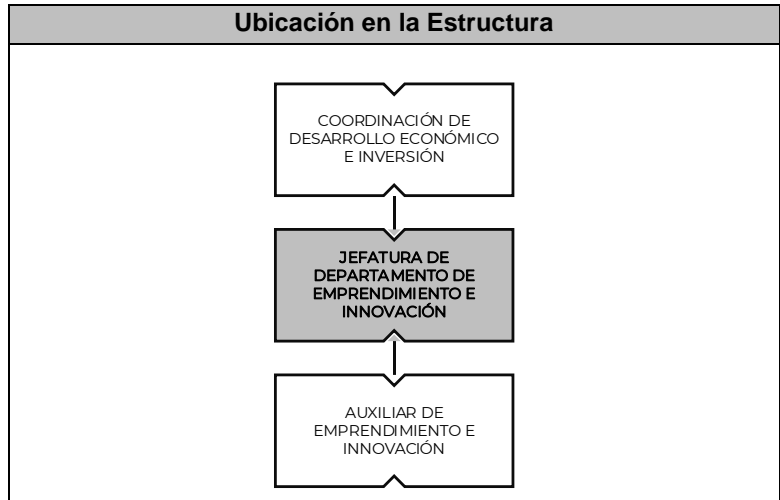 Ubicación en la Estructura
COORDINACIÓN DE
DESARROLLO ECONÓMICO
E INVERSIÓN
JEFATURA DE
DEPARTAMENTO DE
EMPRENDIMIENTO E
INNOVACIÓN
AUXILIAR DE
EMPRENDIMIENTO E
INNOVACIÓN